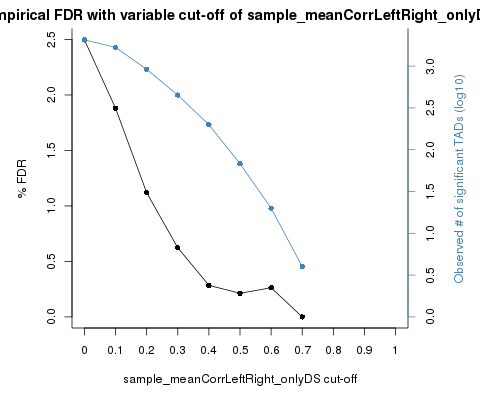 mpirical FDR with variable cut-off of sample_meanCorrLeftRight_onlyD
% FDR
0.0 0.5 1.0 1.5 2.0 2.5
0.0 0.5 1.0 1.5 2.0 2.5 3.0
Observed # of significant TADs (log10)
0 0.1 0.2 0.3 0.4 0.5 0.6 0.7 0.8 0.9 1
sample_meanCorrLeftRight_onlyDS cut-off